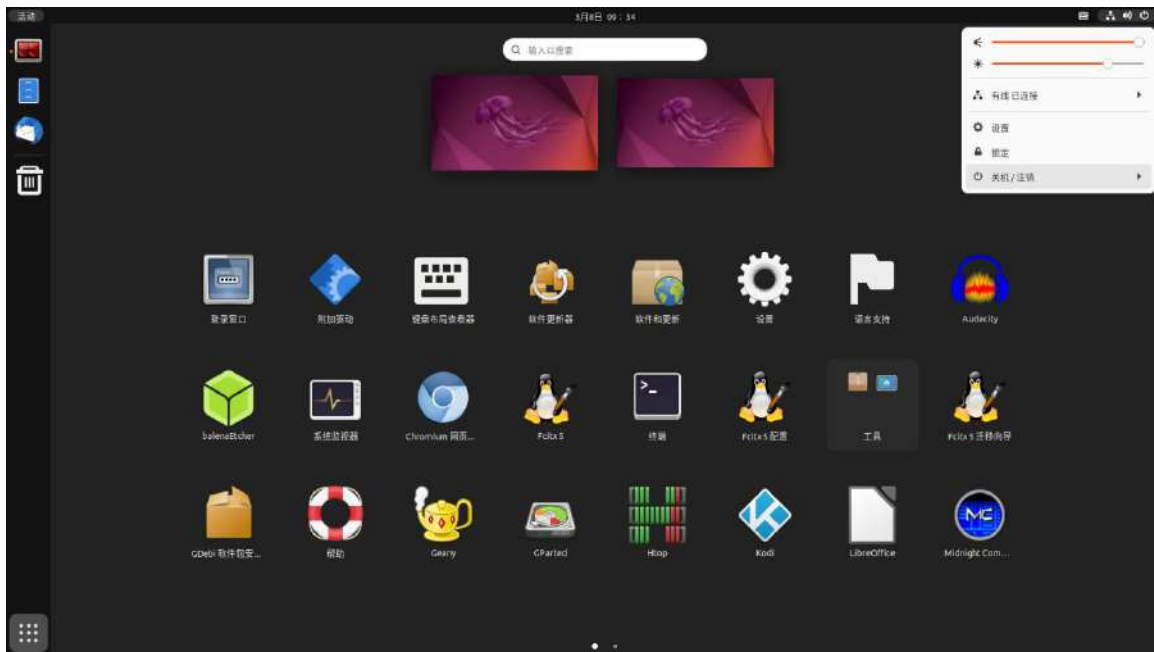 活动
3月8日 09:34
输入以搜索
有线 已连接
设置
锁定
关机/注销
登录窗口
附加驱动
键盘布局查看器
软件更新器
软件和更新
设置
语言支持
Audacity
balenaEtcher
系统监视器
Chromium 网页...
Fcitx 5
终端
Fcitx 5 配置
工具
Fcitx 5 迁移向导
GDebi 软件包安...
帮助
Geany
GParted
Htop
Kodi
LibreOffice
Midnight Com...